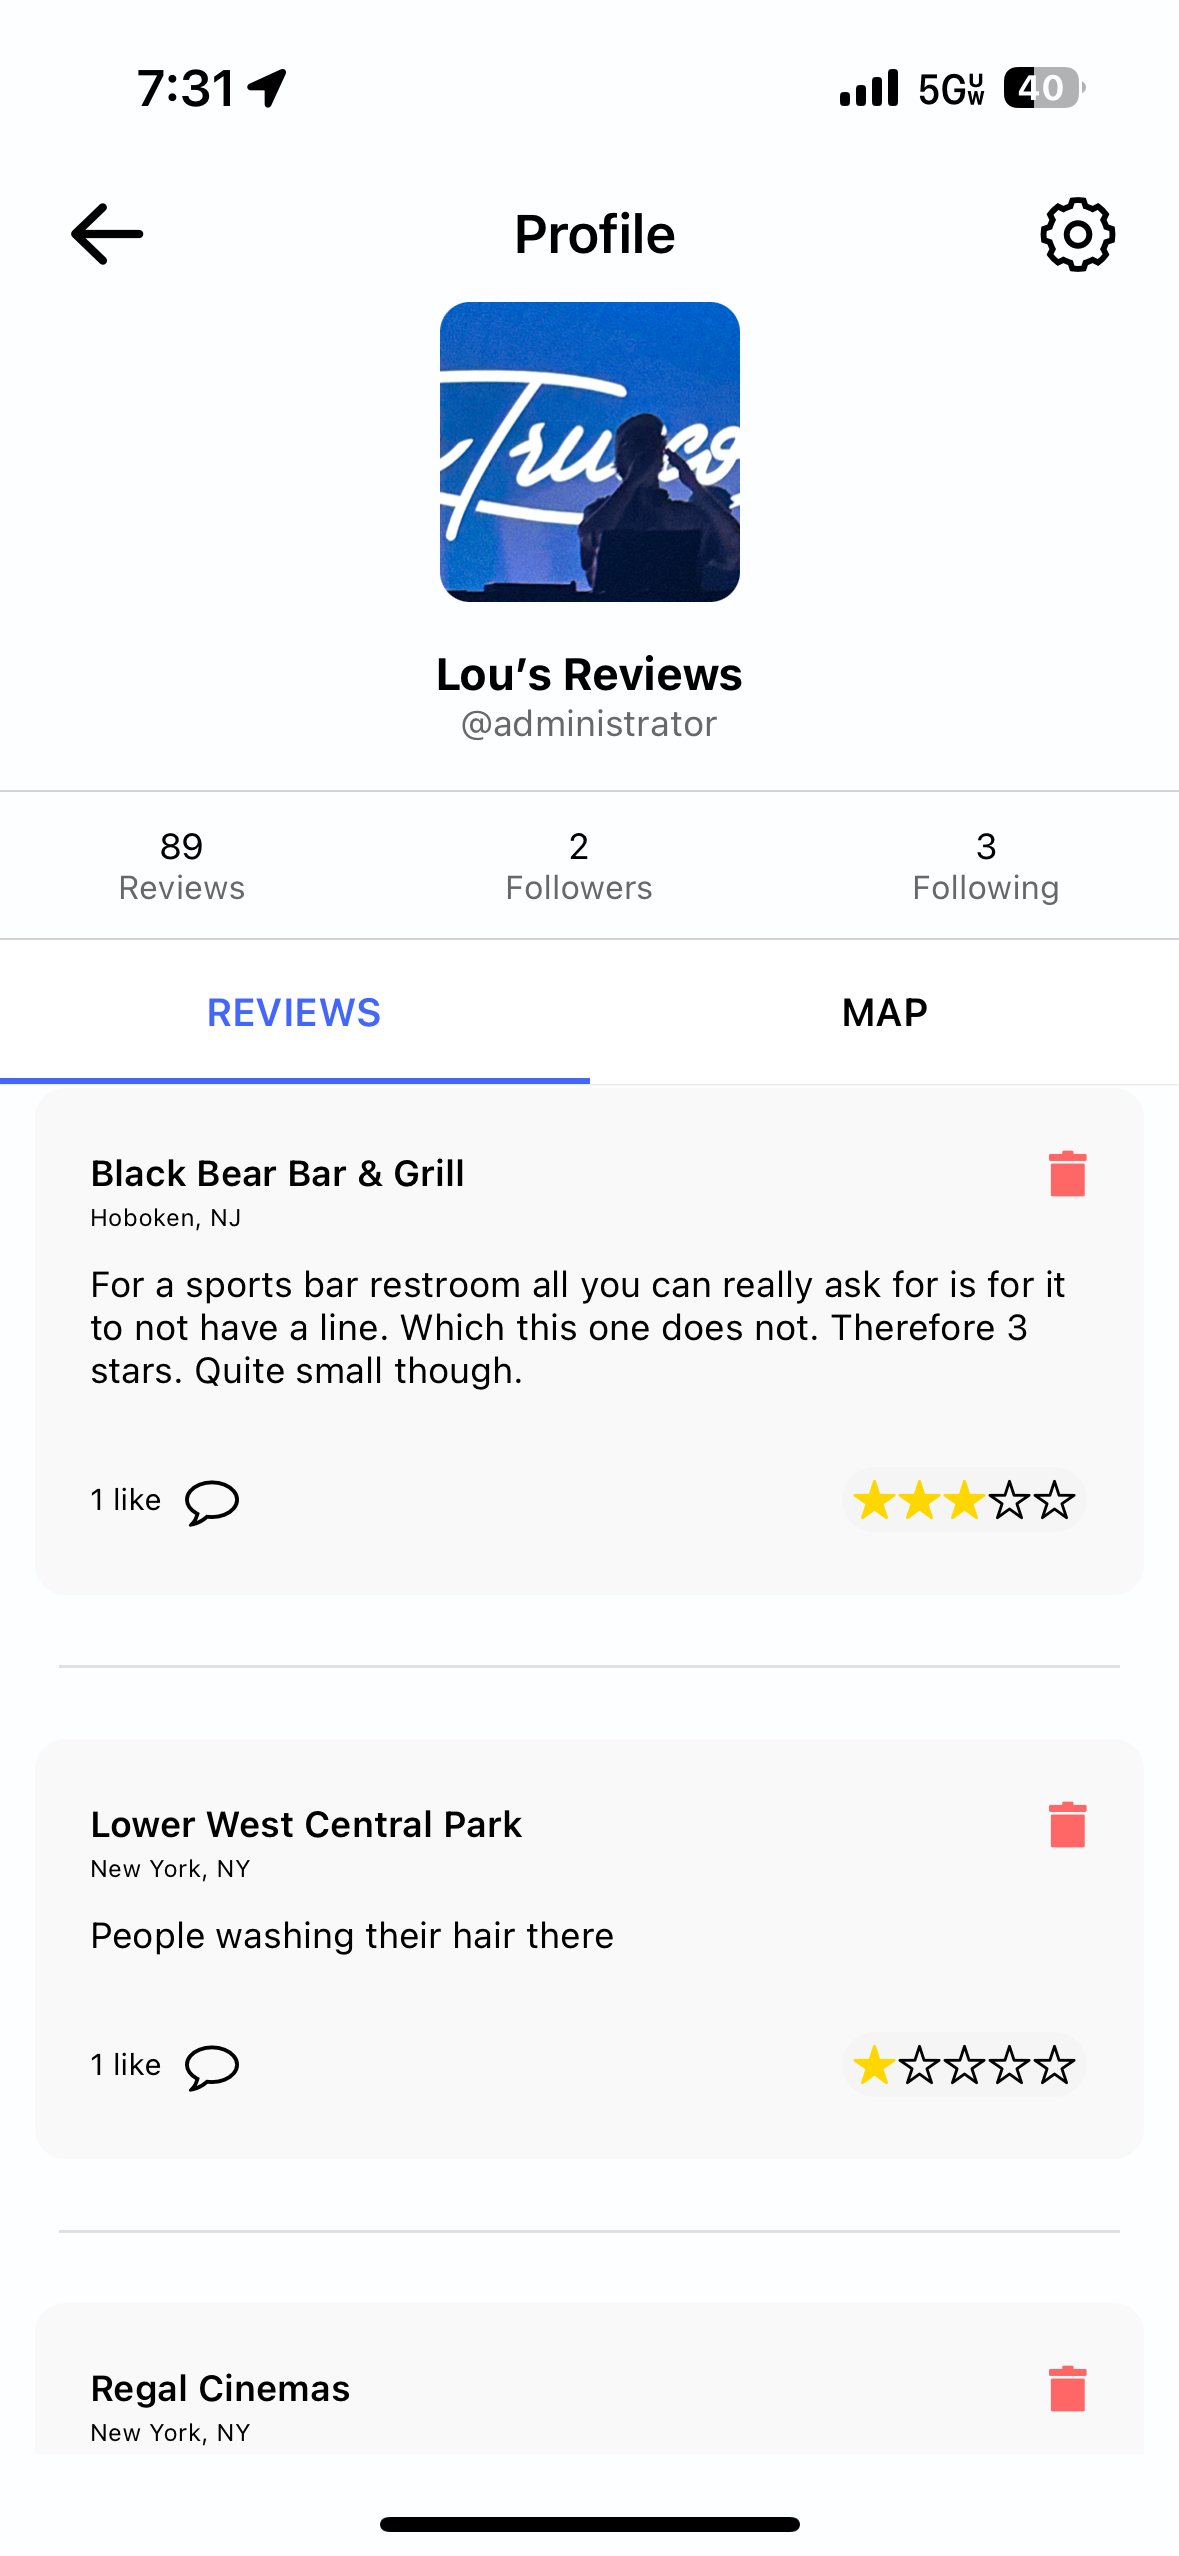 7:31
5G UW
40
Profile
Lou’s Reviews
@administrator
89
Reviews
2
Followers
3
Following
REVIEWS
MAP
Black Bear Bar & Grill
Hoboken, NJ
For a sports bar restroom all you can really ask for is for it
to not have a line. Which this one does not. Therefore 3
stars. Quite small though.
1 like
Lower West Central Park
New York, NY
People washing their hair there
1 like
Regal Cinemas
New York, NY